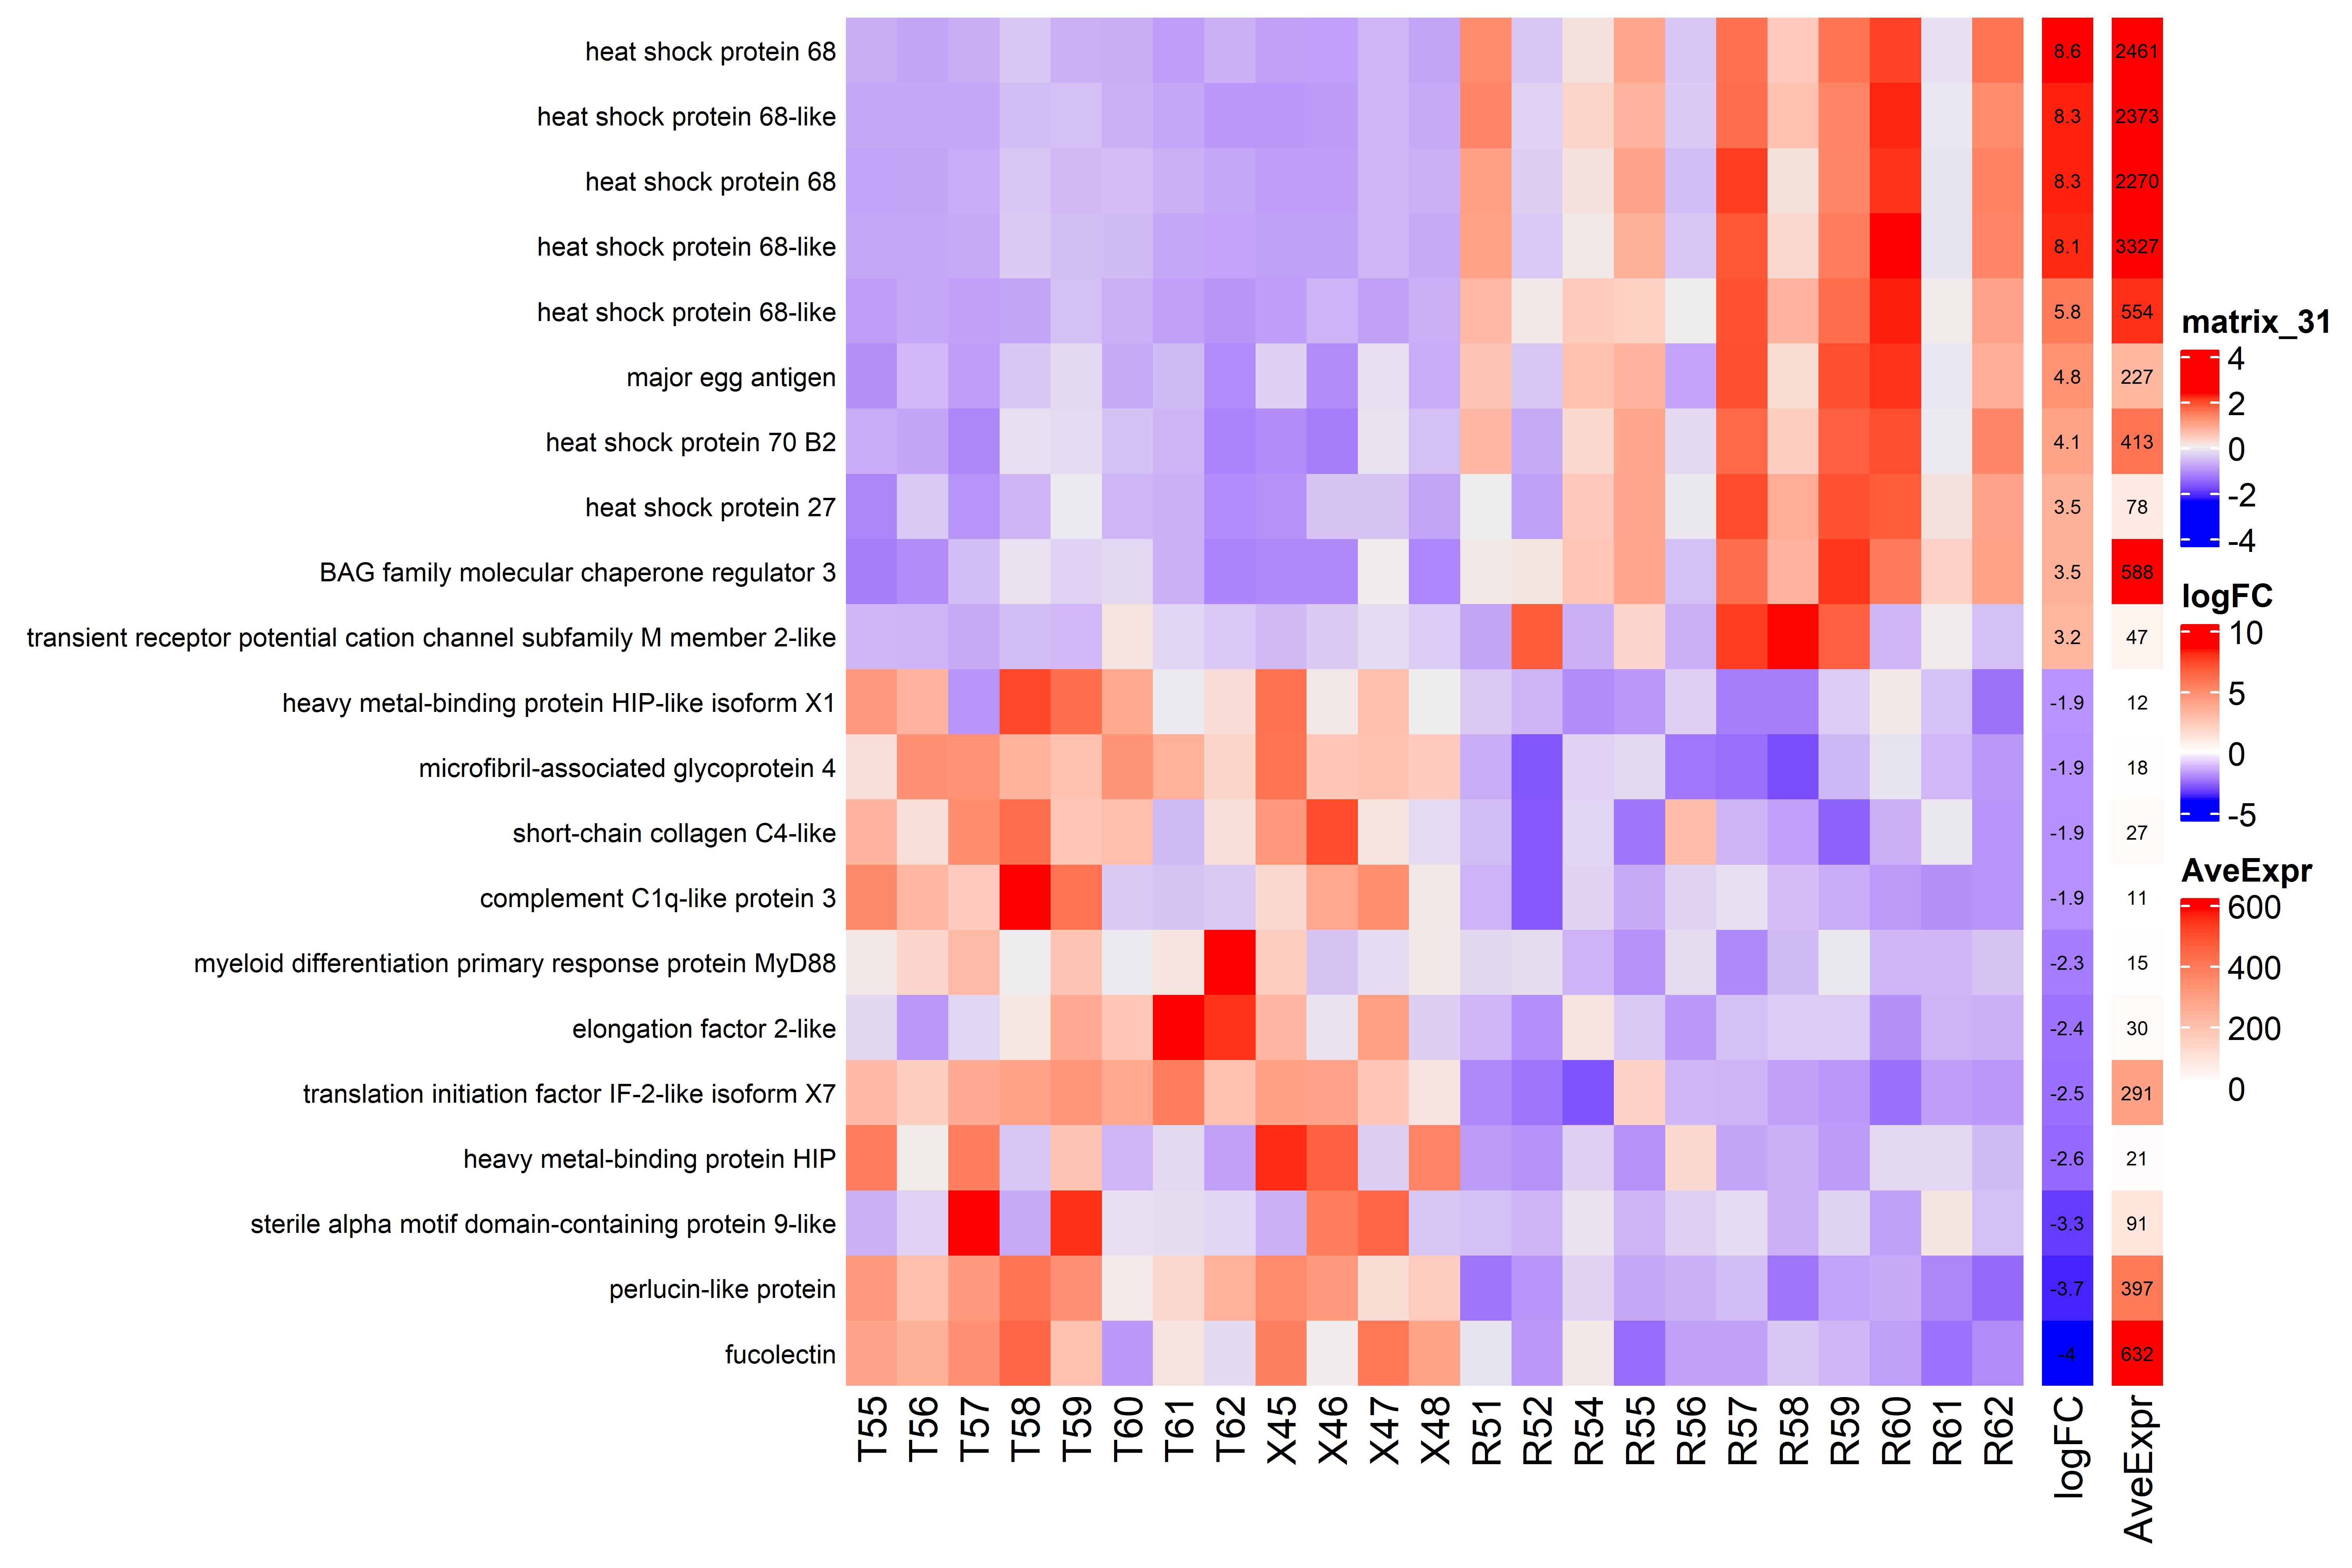 heat shock protein 68 8.6 2461
heat shock protein 68-like 8.3 2373
heat shock protein 68 8.3 2270
heat shock protein 68-like 8.1 3327
heat shock protein 68-like 5.8 554
major egg antigen 4.8 227
heat shock protein 70 B2 4.1 413
heat shock protein 27 3.5 78
BAG family molecular chaperone regulator 3 3.5 588
transient receptor potential cation channel subfamily M member 2-like 3.2 47
heavy metal-binding protein HIP-like isoform X1 -1.9 12
microfibril-associated glycoprotein 4 -1.9 18
short-chain collagen C4-like -1.9 27
complement C1q-like protein 3 -1.9 11
myeloid differentiation primary response protein MyD88 -2.3 15
elongation factor 2-like -2.4 30
translation initiation factor IF-2-like isoform X7 -2.5 291
heavy metal-binding protein HIP -2.6 21
sterile alpha motif domain-containing protein 9-like -3.3 91
perlucin-like protein -3.7 397
fucolectin -4 632
T55 T56 T57 T58 T59 T60 T61 T62 X45 X46 X47 X48 R51 R52 R54 R55 R56 R57 R58 R59 R60 R61 R62 logFC AveExpr
matrix_31
4
2
0
-2
-4
logFC
10
5
0
-5
AveExpr
600
400
200
0